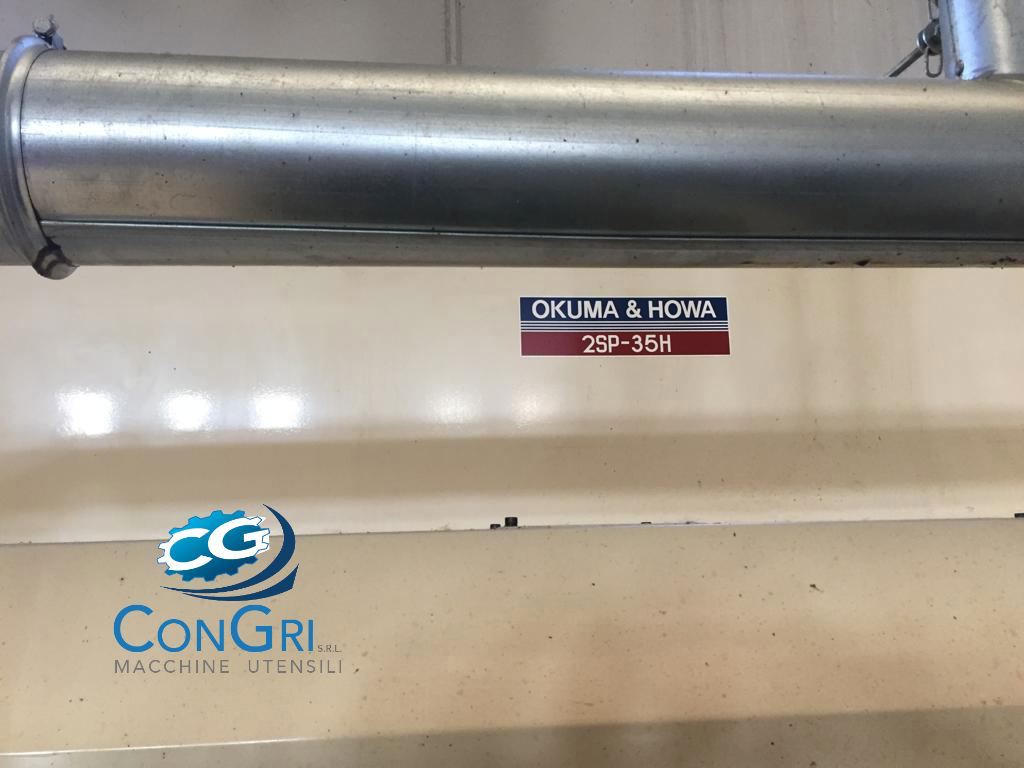 OKUMA & HOWA
2SP-35H
CG
CONGRI S.R.L.
MACCHINE UTENSILI